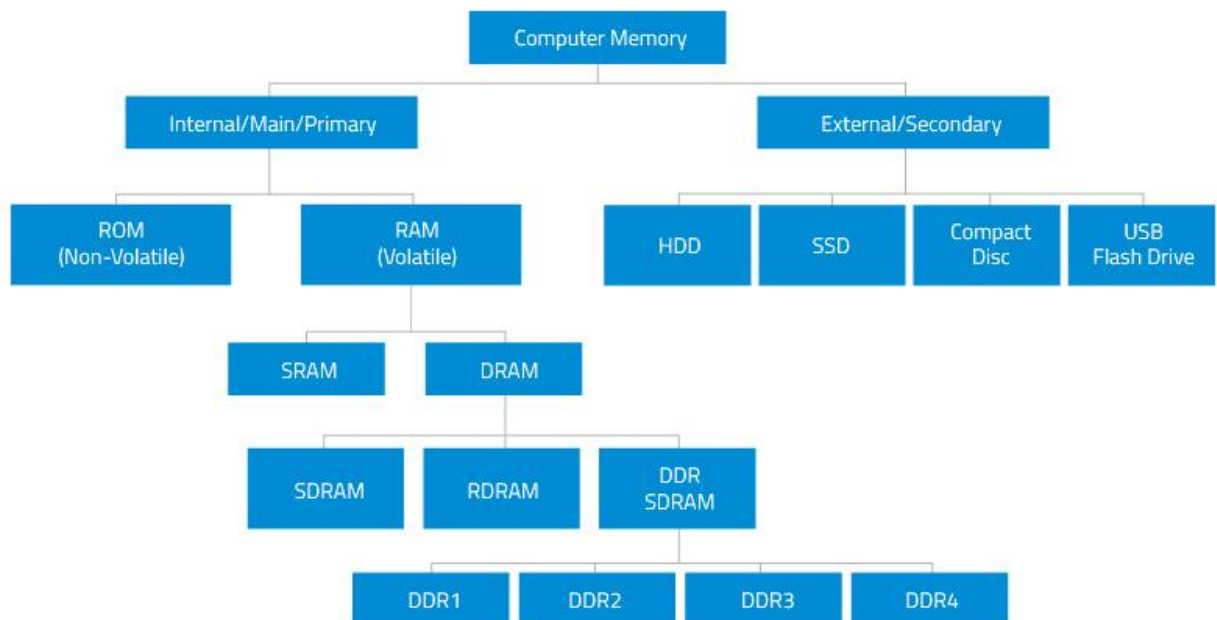 Computer Memory
Internal/Main/Primary
External/Secondary
ROM
(Non-Volatile)
RAM
(Volatile)
HDD
SSD
Compact
Disc
USB
Flash Drive
SRAM
DRAM
SDRAM
RDRAM
DDR
SDRAM
DDR1
DDR2
DDR3
DDR4